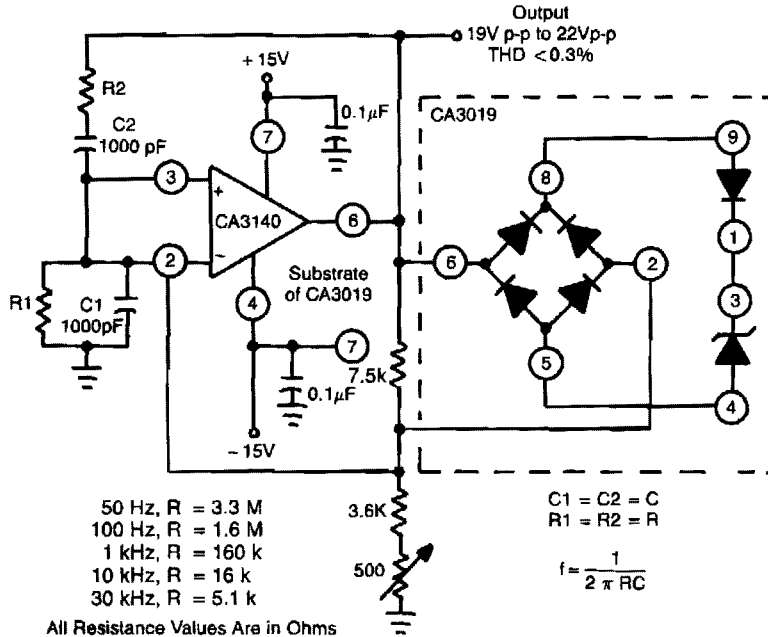 Output
19V p-p to 22Vp-p
THD <0.3%
+15V
R2
C2
1000 pF
0.1μF
CA3019
7
9
3
8
+
CA3140
6
6
2
1
−
2
Substrate
of CA3019
R1
C1
1000pF
4
3
7
5
7.5k
0.1μF
4
−15V
50 Hz, R = 3.3 M
100 Hz, R = 1.6 M
1 kHz, R = 160 k
10 kHz, R = 16 k
30 kHz, R = 5.1 k
3.6K
500
C1 = C2 = C
R1 = R2 = R
f = 1 / 2 π RC
All Resistance Values Are in Ohms